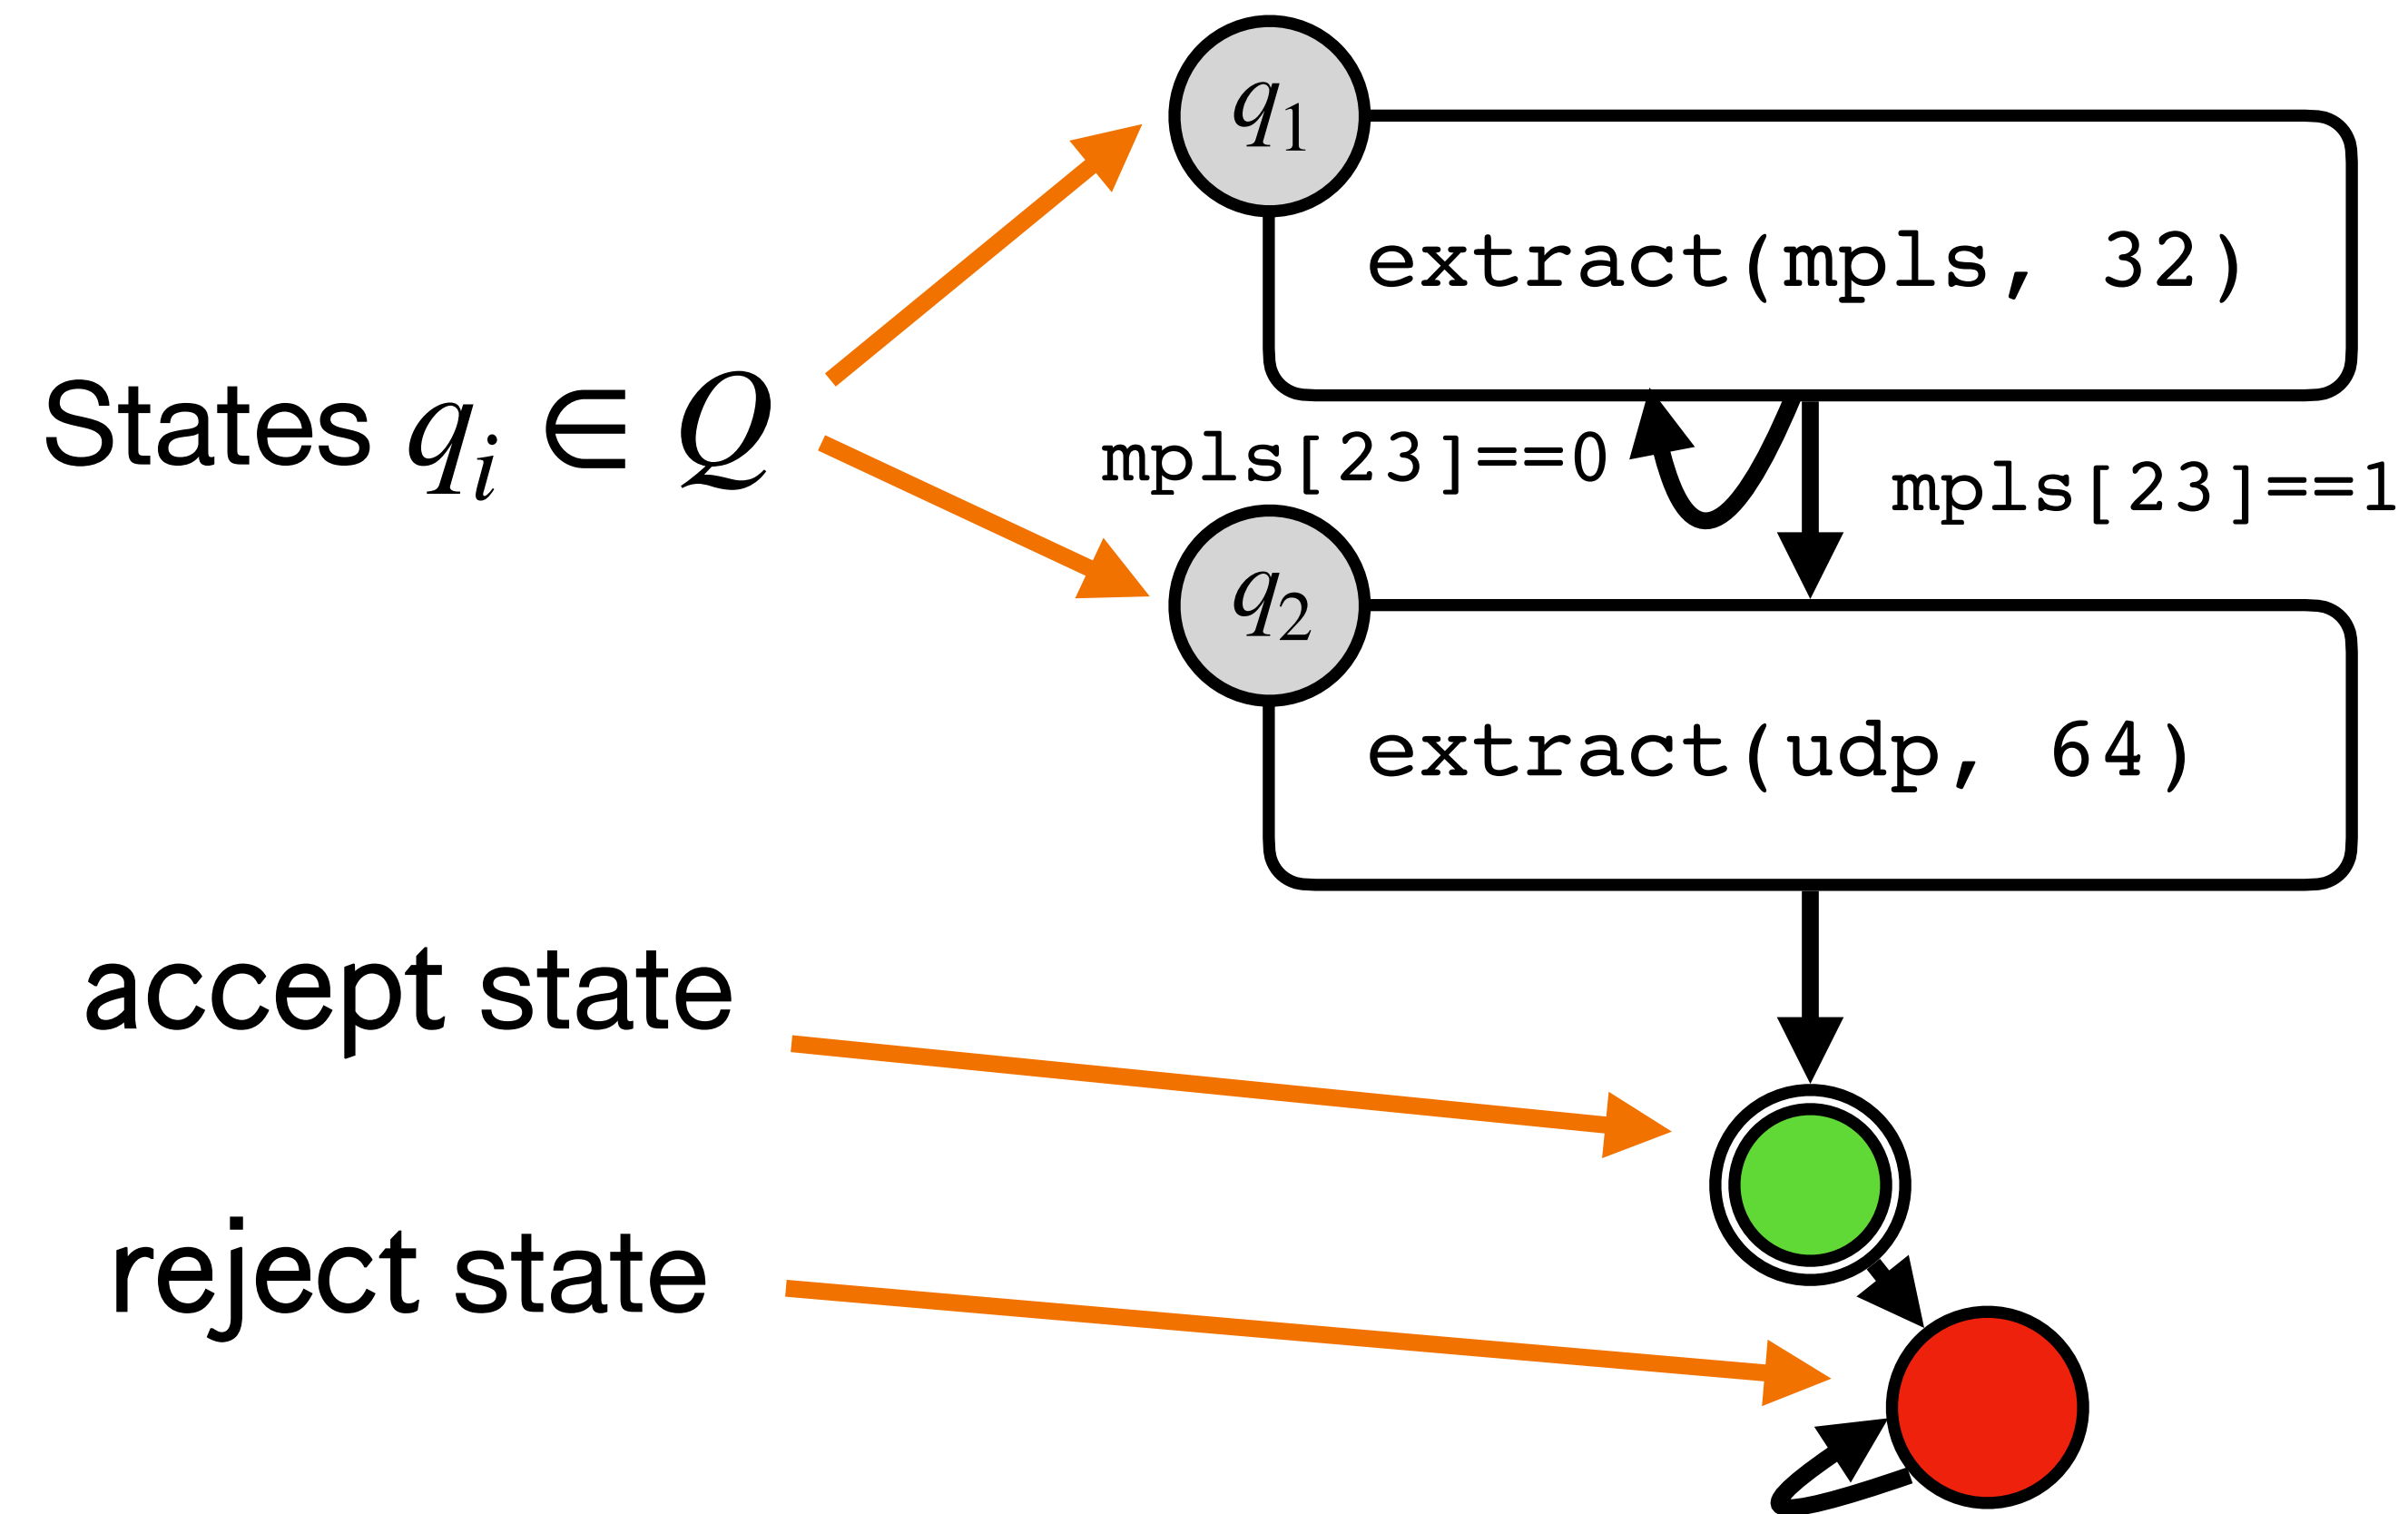 q1
extract(mpls, 32)
States qi ∈ Q
mpls[23]==0
mpls[23]==1
q2
extract(udp, 64)
accept state
reject state